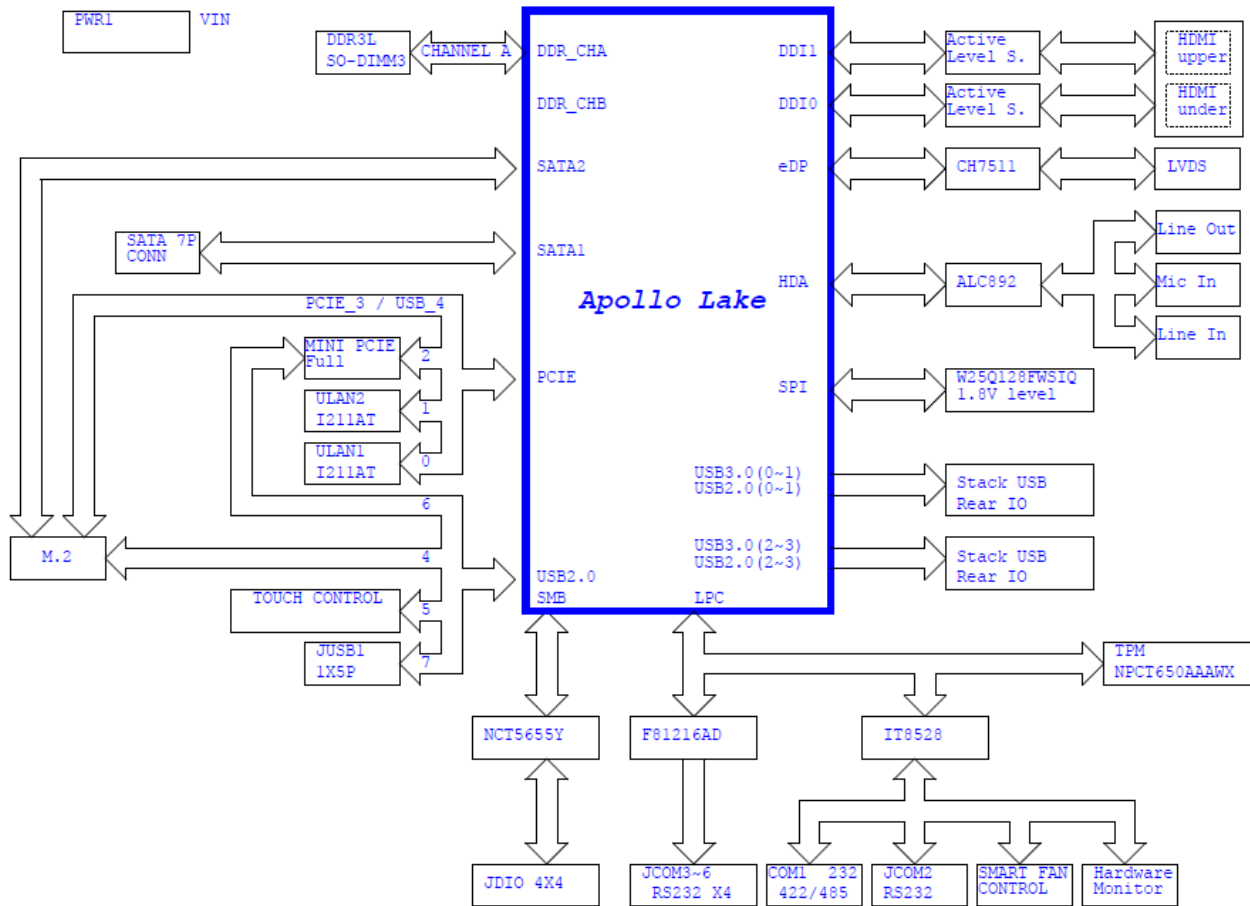 PWR1 VIN
DDR3L
SO-DIMM3
CHANNEL A
DDR_CHA
DDI1
Active
Level S.
HDMI
upper
DDR_CHB
DDI0
Active
Level S.
HDMI
under
SATA2
eDP
CH7511
LVDS
SATA 7P
CONN
SATA1
HDA
ALC892
Line Out
Mic In
Line In
Apollo Lake
PCIE_3 / USB_4
MINI PCIE
Full
2
PCIE
SPI
W25Q128FWSIQ
1.8V level
ULAN2
I211AT
1
ULAN1
I211AT
0
USB3.0(0~1)
USB2.0(0~1)
Stack USB
Rear IO
6
M.2
4
USB3.0(2~3)
USB2.0(2~3)
Stack USB
Rear IO
USB2.0
SMB
LPC
TOUCH CONTROL
5
JUSB1
1X5P
7
TPM
NPCT650AAAWX
NCT5655Y
F81216AD
IT8528
JDIO 4X4
JCOM3~6
RS232 X4
COM1 232
422/485
JCOM2
RS232
SMART FAN
CONTROL
Hardware
Monitor